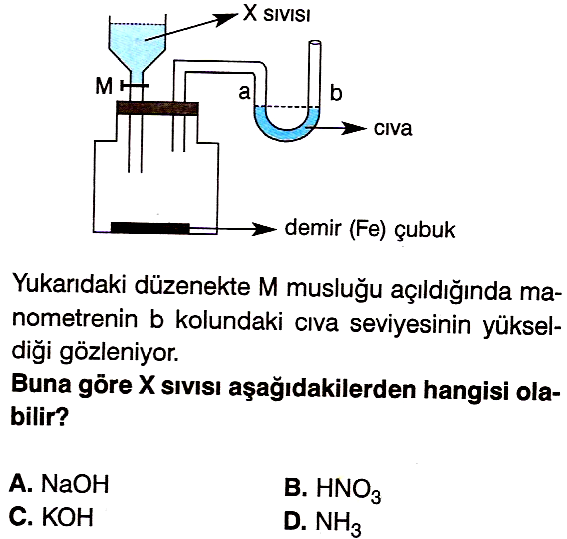 X sıvısı
M
a
b
cıva
demir (Fe) çubuk
Yukarıdaki düzenekte M musluğu açıldığında ma-
nometrenin b kolundaki cıva seviyesinin yüksel-
diği gözleniyor.
Buna göre X sıvısı aşağıdakilerden hangisi ola-
bilir?
A. NaOH
B. HNO₃
C. KOH
D. NH₃